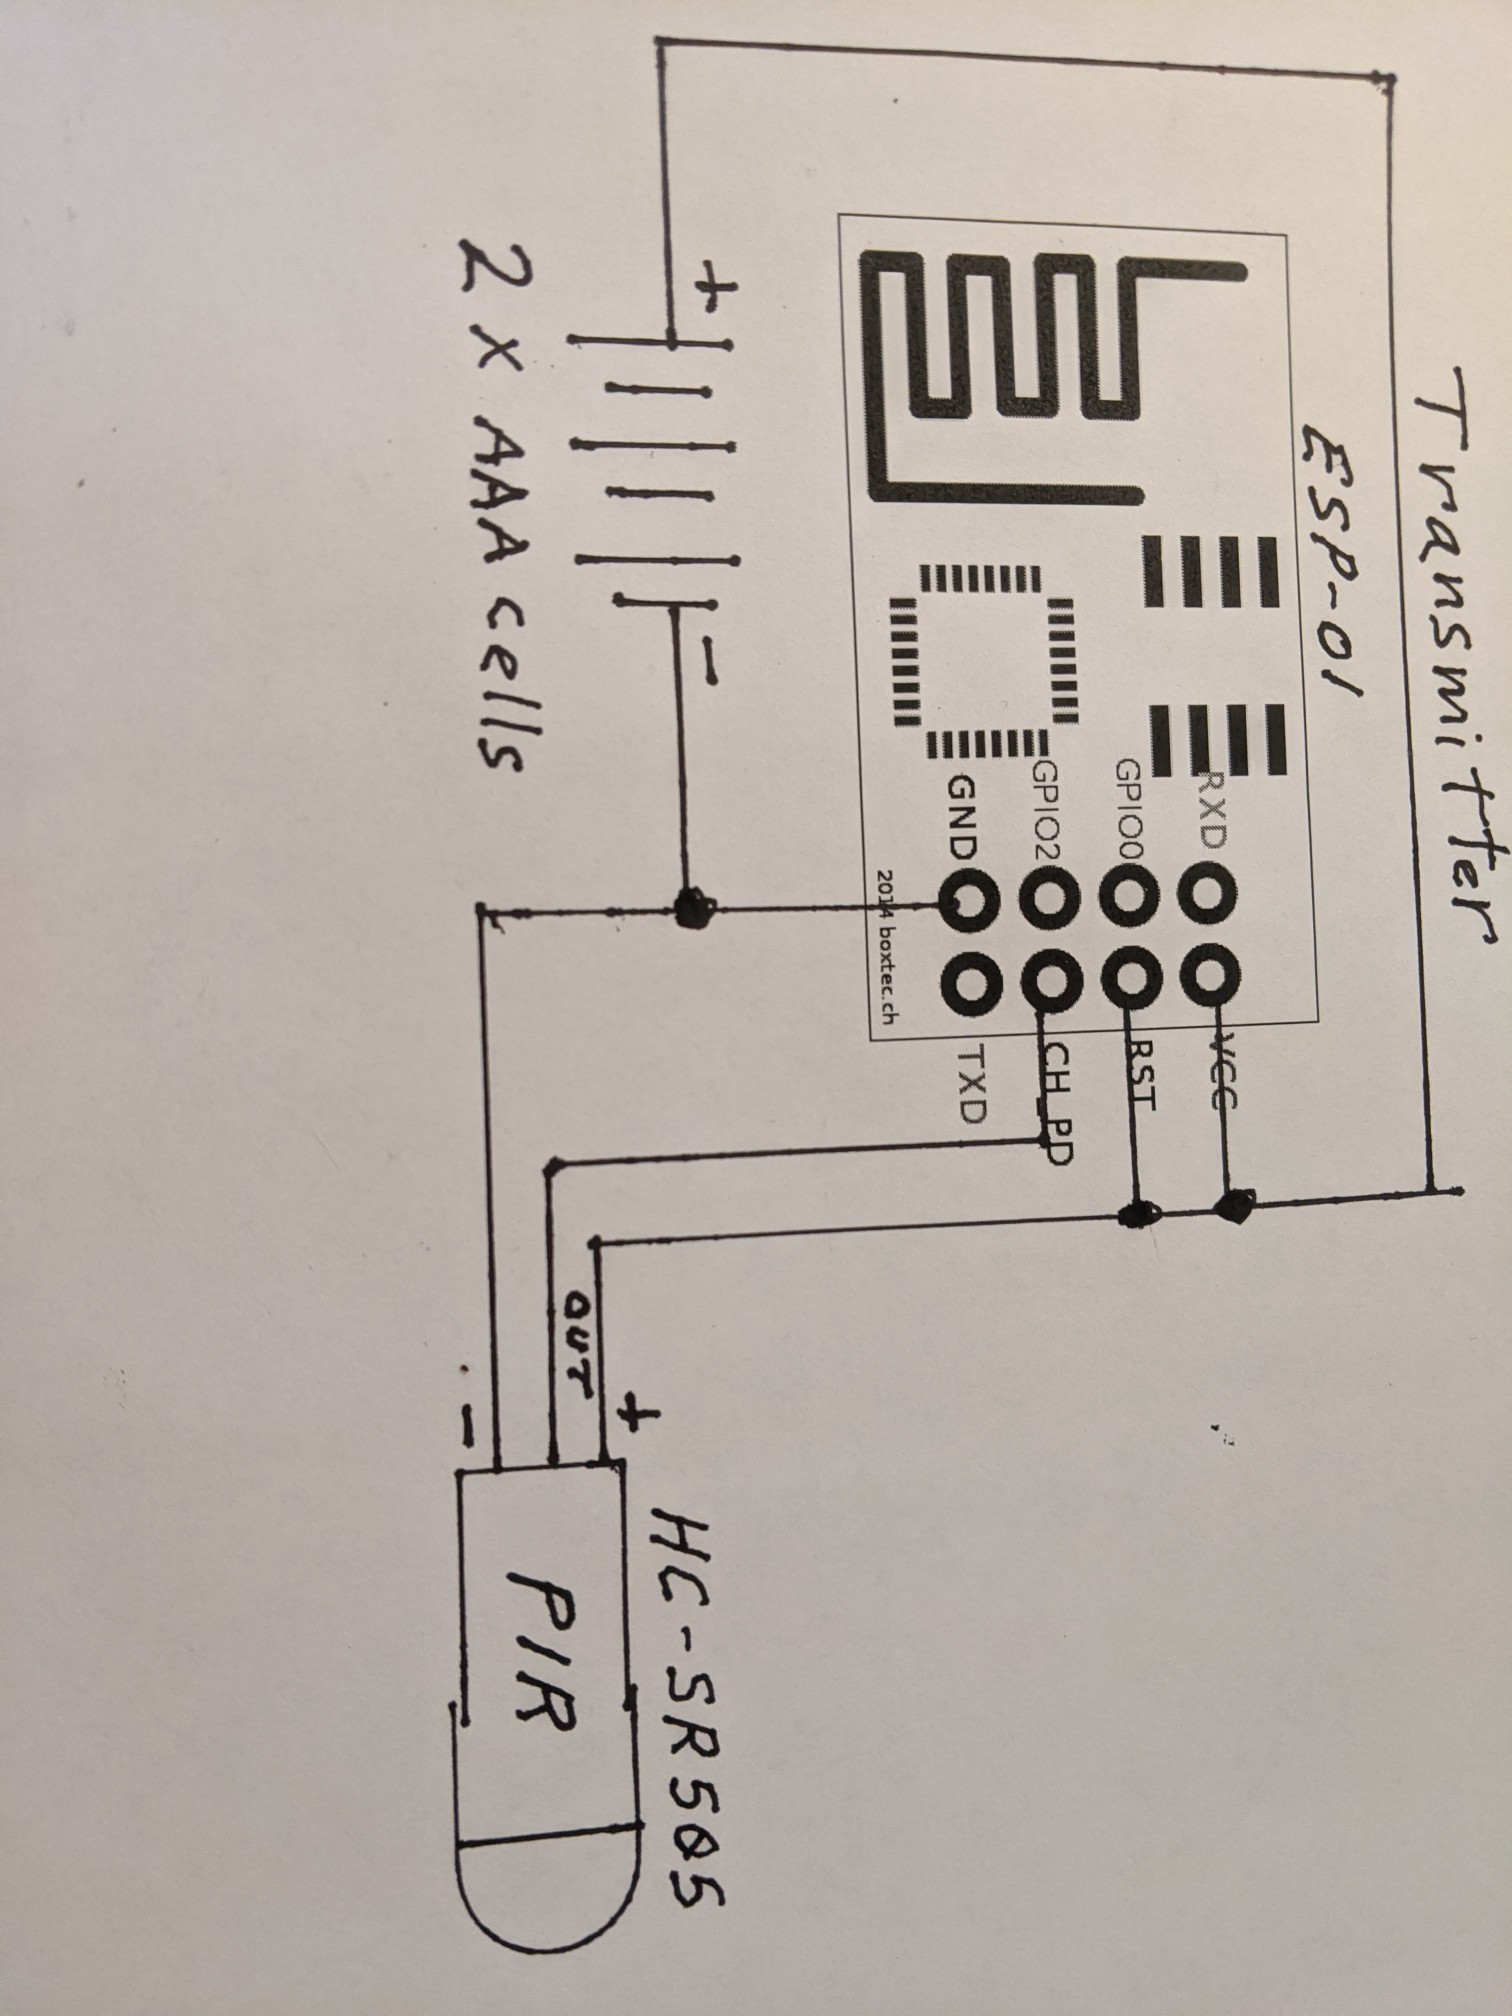 Transmitter
ESP-01
RXD
VCC
GPIO0
RST
GPIO2
CH_PD
GND
TXD
2014 boxtec.ch
+
-
2 x AAA cells
HC-SR505
+
OUT
-
PIR